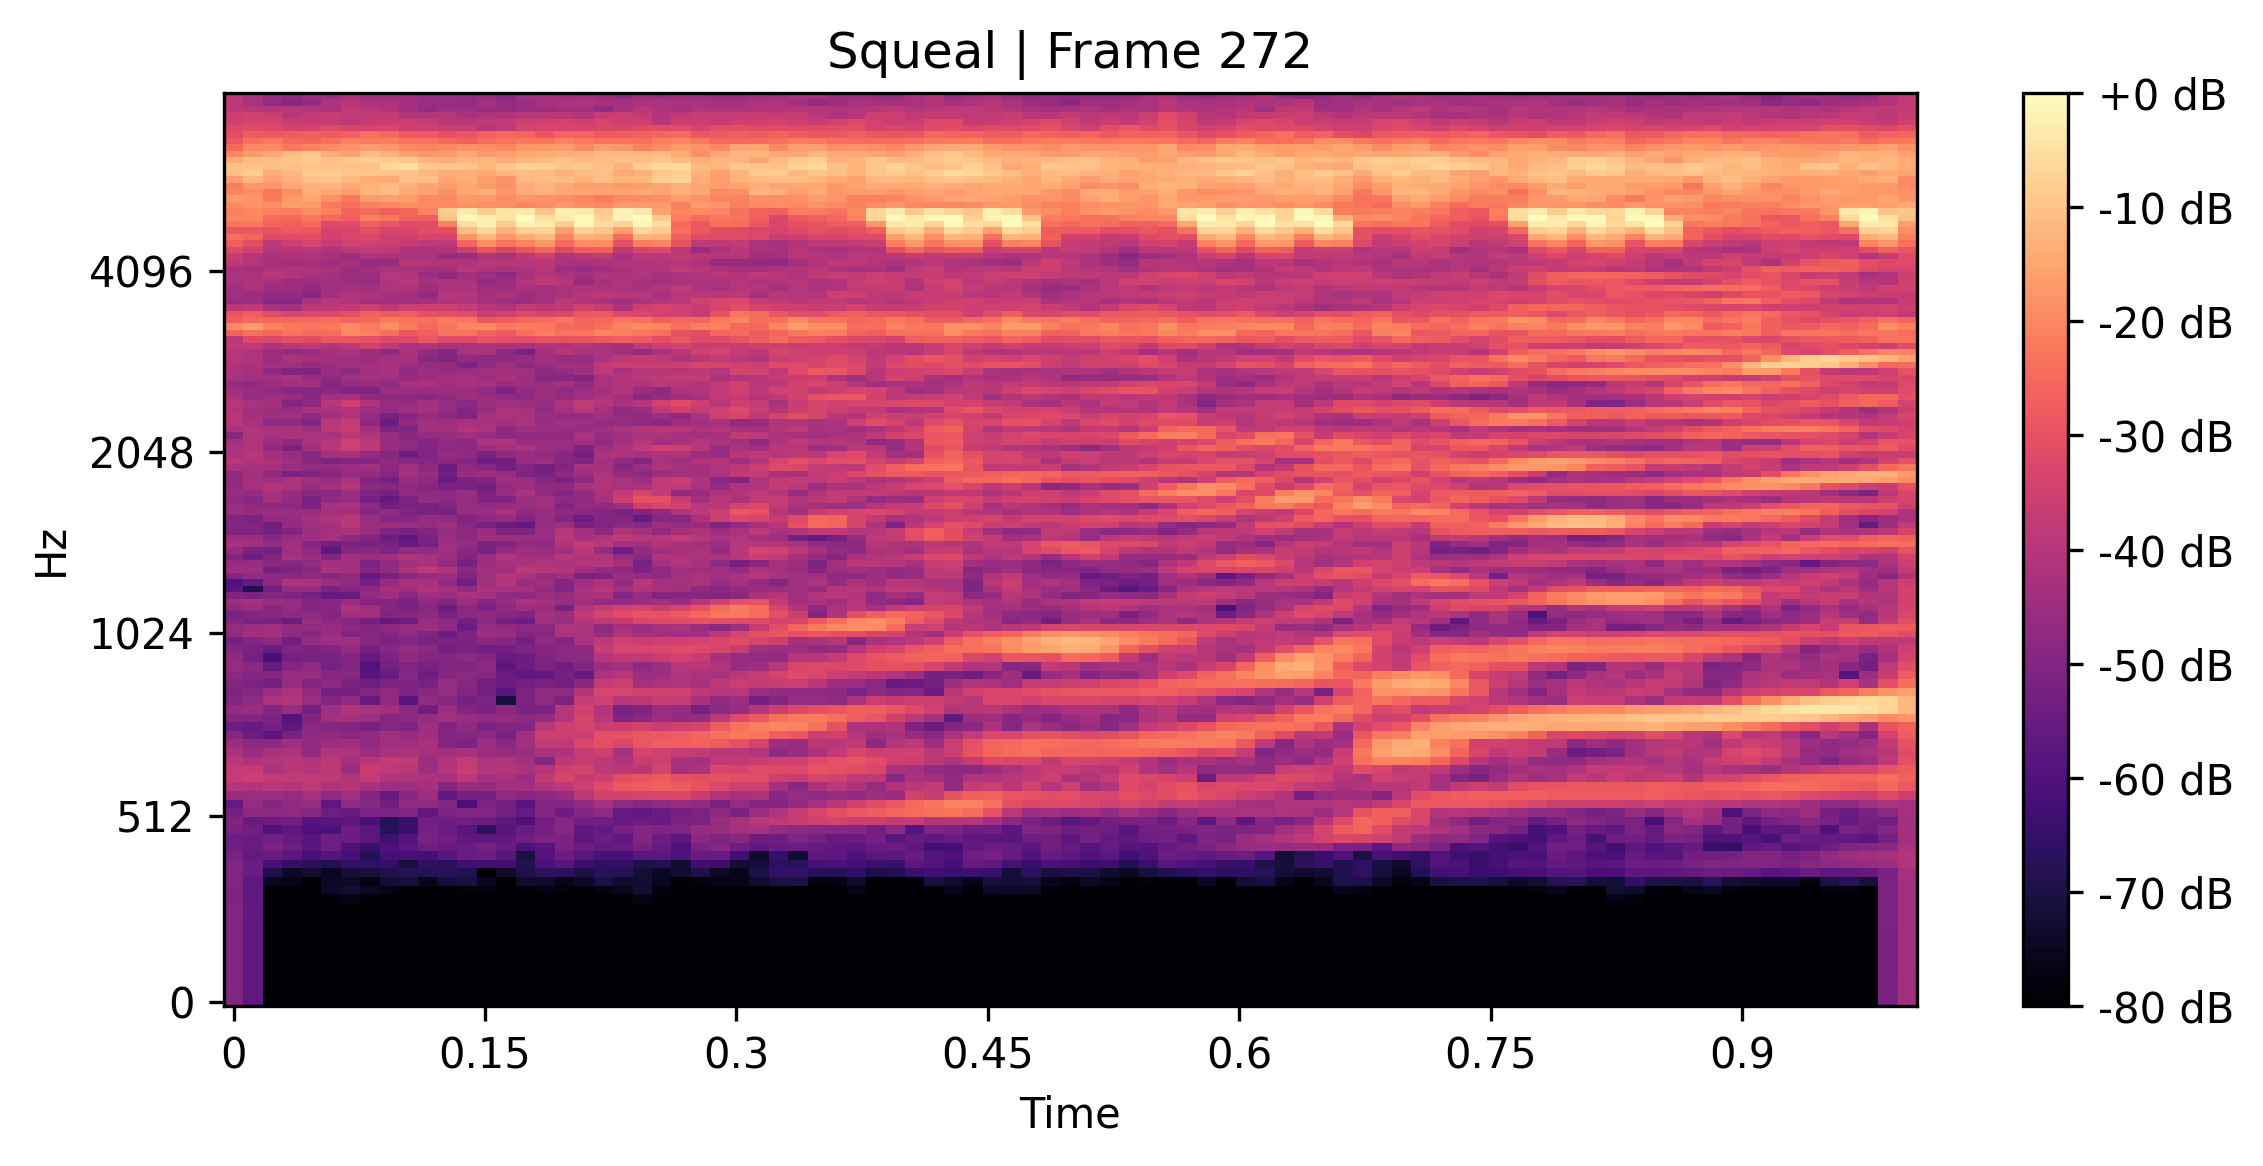 Squeal | Frame 272
+0 dB
-10 dB
-20 dB
-30 dB
-40 dB
-50 dB
-60 dB
-70 dB
-80 dB
Hz
4096
2048
1024
512
0
0 0.15 0.3 0.45 0.6 0.75 0.9
Time